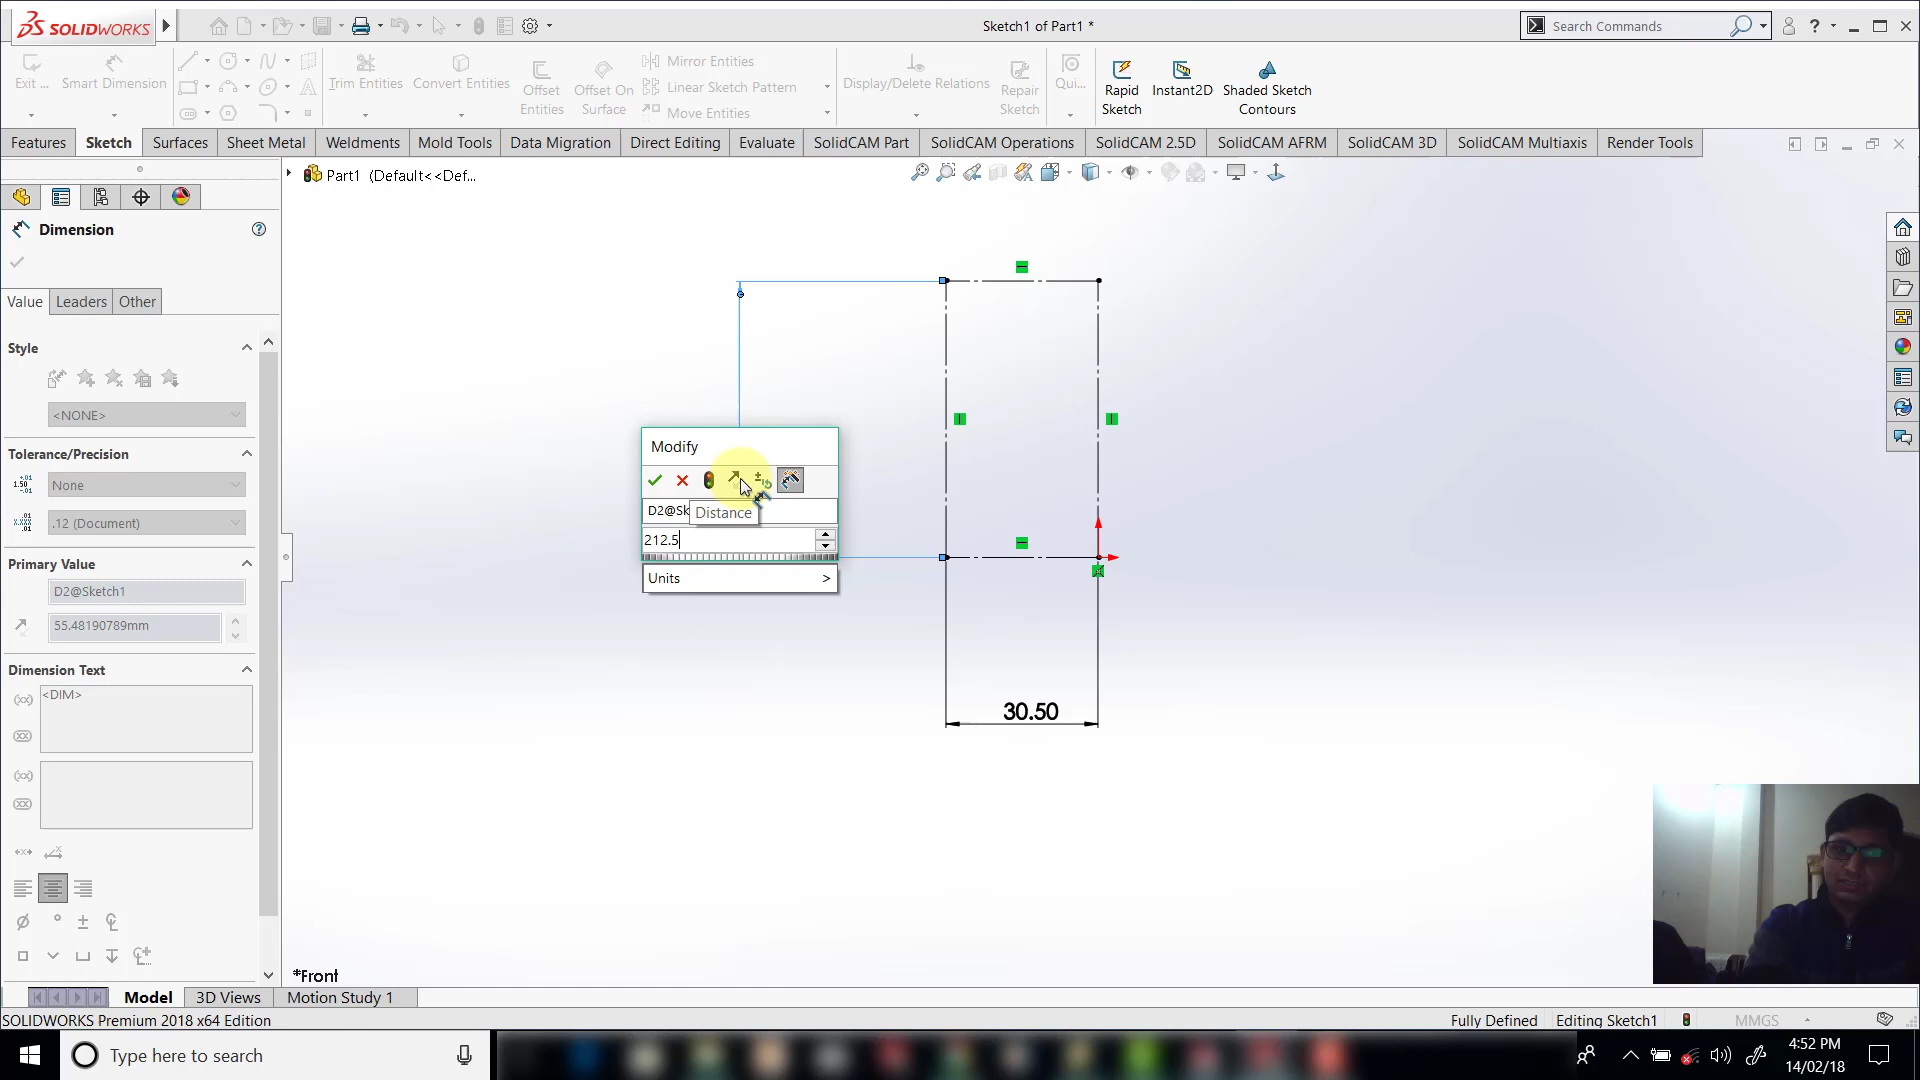 SOLIDWORKS
Sketch1 of Part1 *
Search Commands
Exit ...
Smart Dimension
Trim Entities
Convert Entities
Offset Entities
Offset On Surface
Mirror Entities
Linear Sketch Pattern
Move Entities
Display/Delete Relations
Repair Sketch
Qui...
Rapid Sketch
Instant2D
Shaded Sketch Contours
Features
Sketch
Surfaces
Sheet Metal
Weldments
Mold Tools
Data Migration
Direct Editing
Evaluate
SolidCAM Part
SolidCAM Operations
SolidCAM 2.5D
SolidCAM AFRM
SolidCAM 3D
SolidCAM Multiaxis
Render Tools
Part1 (Default<<Def...
Dimension
Value
Leaders
Other
Style
<NONE>
Tolerance/Precision
None
.12 (Document)
Primary Value
D2@Sketch1
55.48190789mm
Dimension Text
<DIM>
Modify
D2@Sk
Distance
212.5
Units >
30.50
*Front
Model
3D Views
Motion Study 1
SOLIDWORKS Premium 2018 x64 Edition
Fully Defined
Editing Sketch1
MMGS
Type here to search
4:52 PM
14/02/18